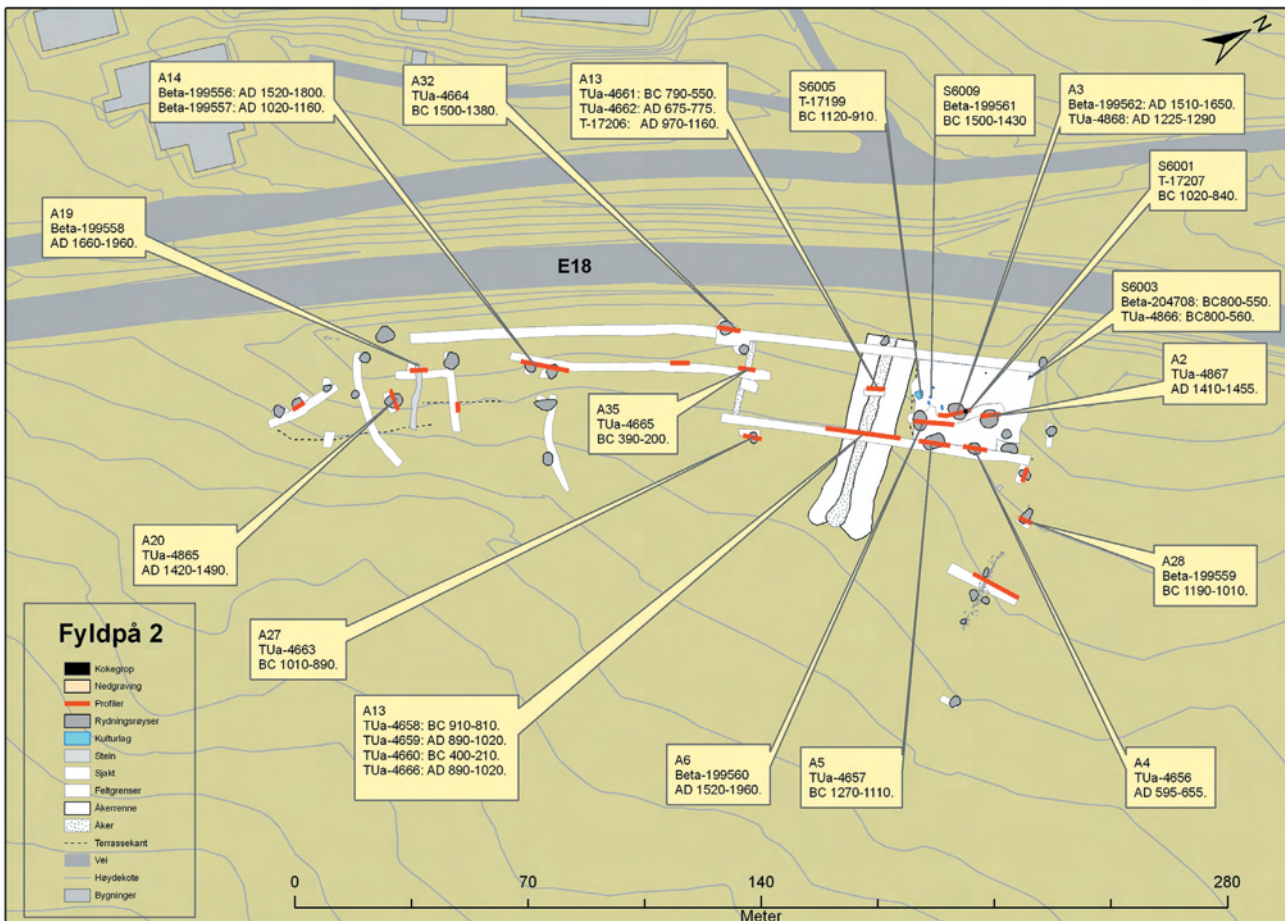 N
A14
Beta-199556: AD 1520-1800.
Beta-199557: AD 1020-1160.
A32
TUa-4664
BC 1500-1380.
A13
TUa-4661: BC 790-550.
TUa-4662: AD 675-775.
T-17206: AD 970-1160.
S6005
T-17199
BC 1120-910.
S6009
Beta-199561
BC 1500-1430
A3
Beta-199562: AD 1510-1650.
TUa-4868: AD 1225-1290
S6001
T-17207
BC 1020-840.
A19
Beta-199558
AD 1660-1960.
E18
S6003
Beta-204708: BC800-550.
TUa-4866: BC800-560.
A2
TUa-4867
AD 1410-1455.
A35
TUa-4665
BC 390-200.
A20
TUa-4865
AD 1420-1490.
A28
Beta-199559
BC 1190-1010.
A27
TUa-4663
BC 1010-890.
A13
TUa-4658: BC 910-810.
TUa-4659: AD 890-1020.
TUa-4660: BC 400-210.
TUa-4666: AD 890-1020.
A6
Beta-199560
AD 1520-1960.
A5
TUa-4657
BC 1270-1110.
A4
TUa-4656
AD 595-655.
Fyldpå 2
Kokegrop
Nedgraving
Profiler
Rydningsrøyser
Kulturlag
Stein
Sjakt
Feltgrenser
Åkerrenne
Åker
Terrassekant
Vei
Høydekote
Bygninger
0 70 140 280
Meter